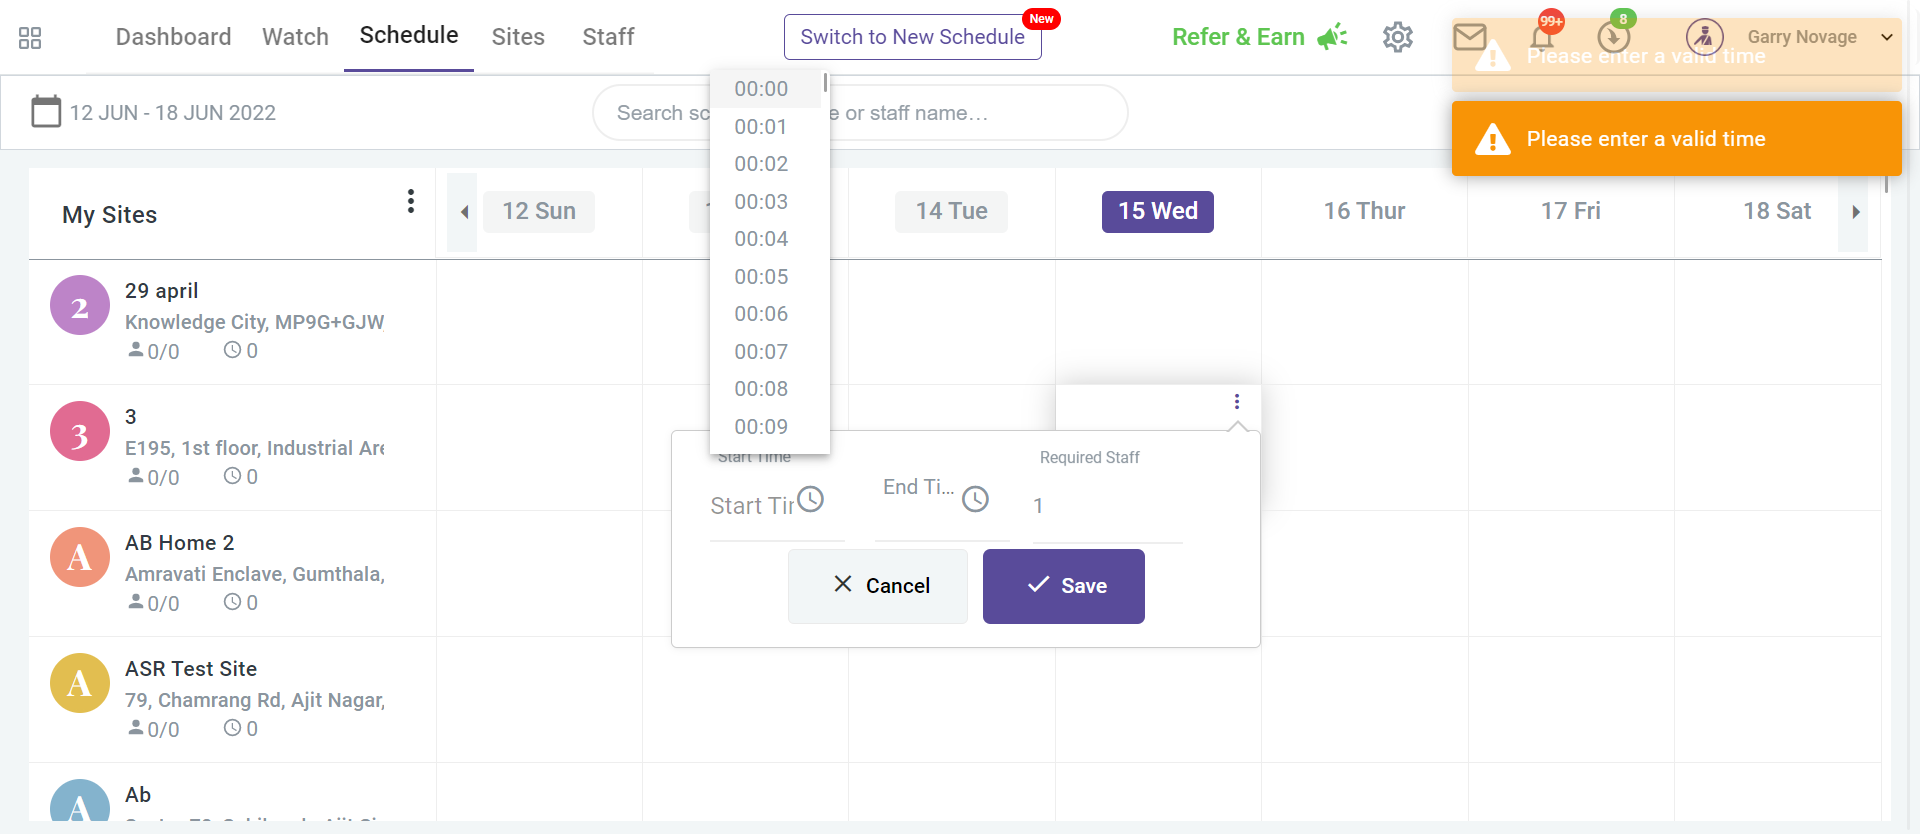 Dashboard Watch Schedule Sites Staff
Switch to New Schedule
New
Refer & Earn
99+
8
Garry Novage
Please enter a valid time
Please enter a valid time
12 JUN - 18 JUN 2022
Search sc
e or staff name...
00:00
00:01
00:02
00:03
00:04
00:05
00:06
00:07
00:08
00:09
My Sites
12 Sun
14 Tue
15 Wed
16 Thur
17 Fri
18 Sat
2
29 april
Knowledge City, MP9G+GJW,
0/0 0
3
3
E195, 1st floor, Industrial Are
0/0 0
A
AB Home 2
Amravati Enclave, Gumthala,
0/0 0
A
ASR Test Site
79, Chamrang Rd, Ajit Nagar,
0/0 0
A
Ab
Start Time
Start Tir
End Ti...
Required Staff
1
Cancel
Save